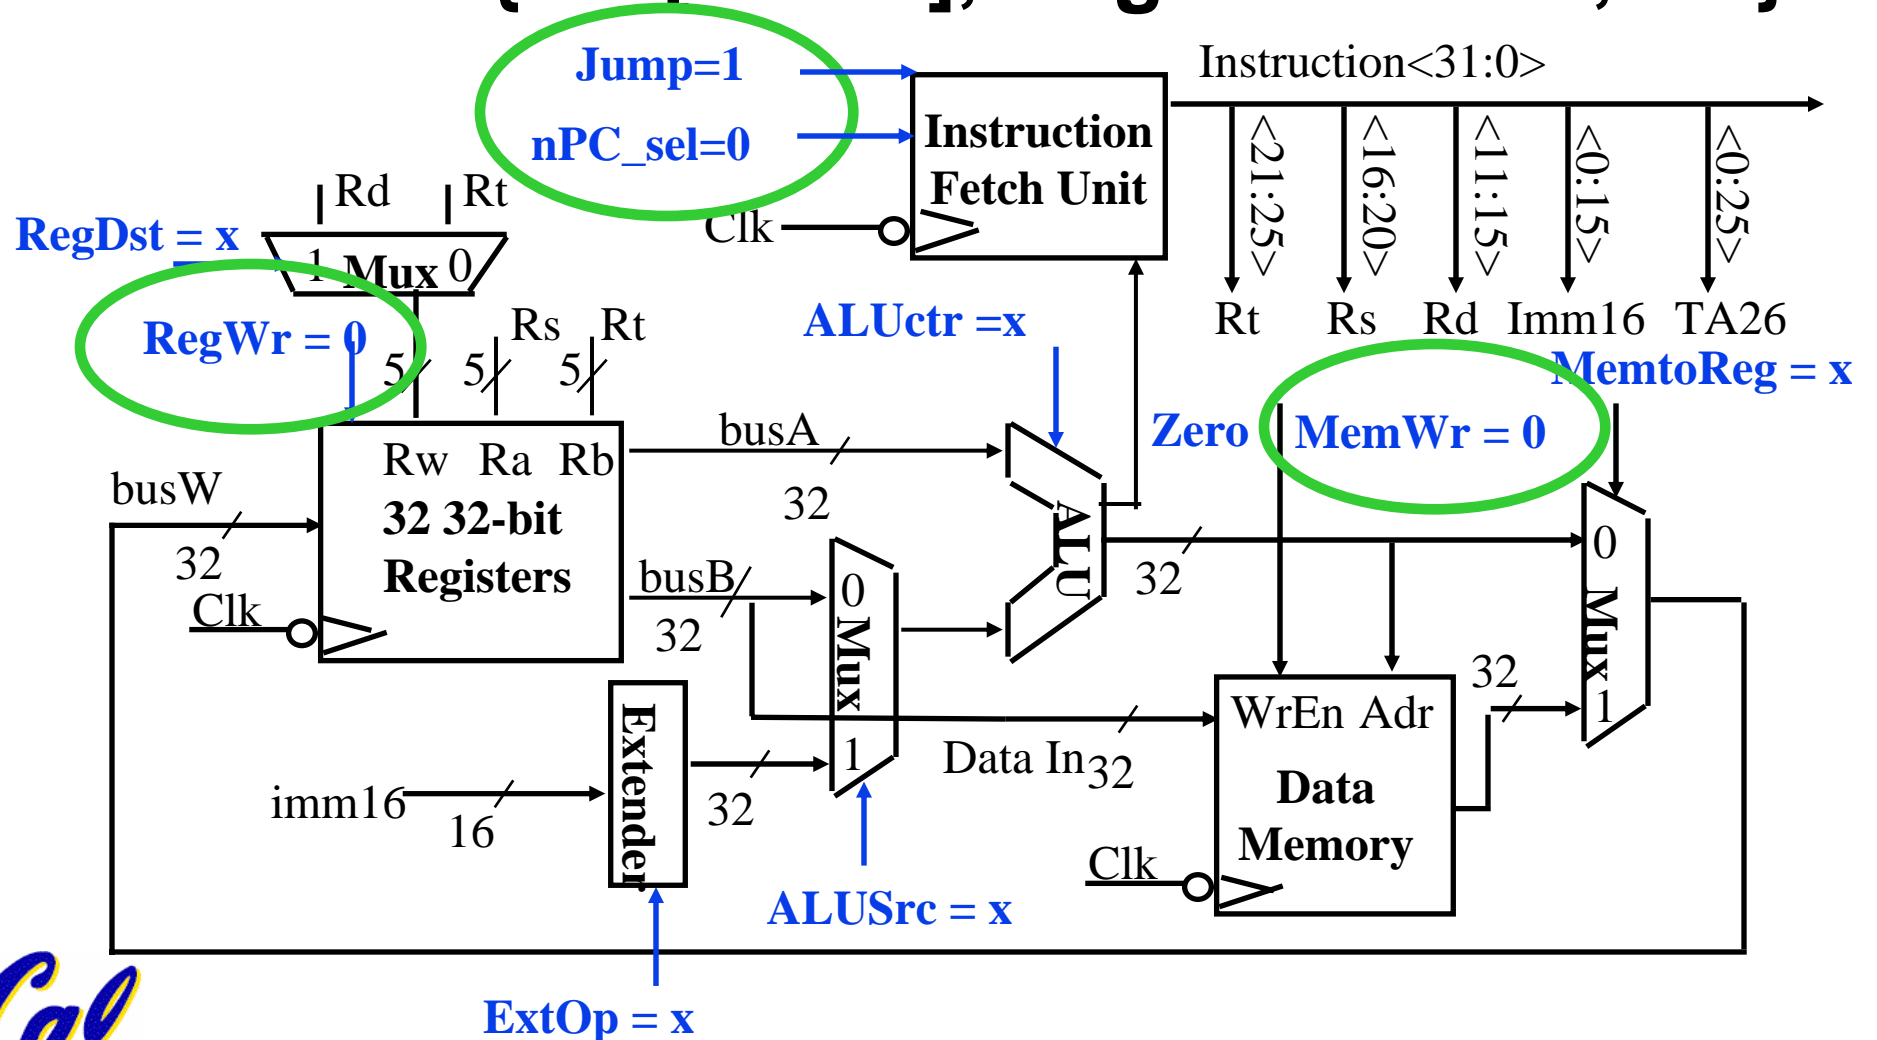 Jump=1
Instruction<31:0>
nPC_sel=0
Instruction
Fetch Unit
Clk
<21:25>
<16:20>
<11:15>
<0:15>
<0:25>
Rt
Rs
Rd
Imm16
TA26
Rd
Rt
RegDst = x
1 Mux 0
RegWr = 0
5
5
5
Rs
Rt
ALUctr =x
MemtoReg = x
Zero
MemWr = 0
busA
32
busW
32
Rw Ra Rb
32 32-bit
Registers
Clk
busB
32
0
Mux
1
ALU
32
0
Mux
1
32
WrEn Adr
Data In
32
Data
Memory
Clk
Extender
imm16
16
32
ALUSrc = x
ExtOp = x
Cal